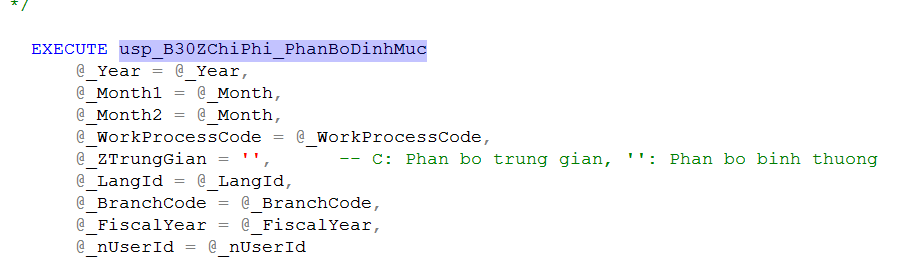 */
EXECUTE usp_B30ZChiPhi_PhanBoDinhMuc
@_Year = @_Year,
@_Month1 = @_Month,
@_Month2 = @_Month,
@_WorkProcessCode = @_WorkProcessCode,
@_ZTrungGian = '', -- C: Phan bo trung gian, '': Phan bo binh thuong
@_LangId = @_LangId,
@_BranchCode = @_BranchCode,
@_FiscalYear = @_FiscalYear,
@_nUserId = @_nUserId